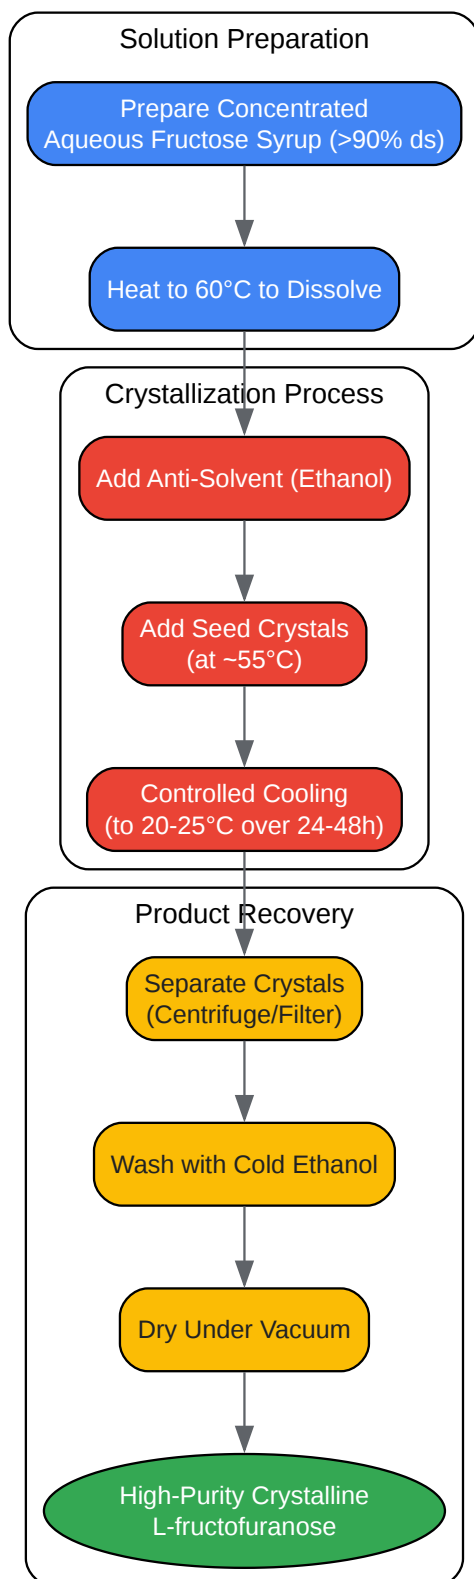 Solution Preparation
Prepare Concentrated
Aqueous Fructose Syrup (>90% ds)
Heat to 60°C to Dissolve
Crystallization Process
Add Anti-Solvent (Ethanol)
Add Seed Crystals
(at ~55°C)
Controlled Cooling
(to 20-25°C over 24-48h)
Product Recovery
Separate Crystals
(Centrifuge/Filter)
Wash with Cold Ethanol
Dry Under Vacuum
High-Purity Crystalline
L-fructofuranose